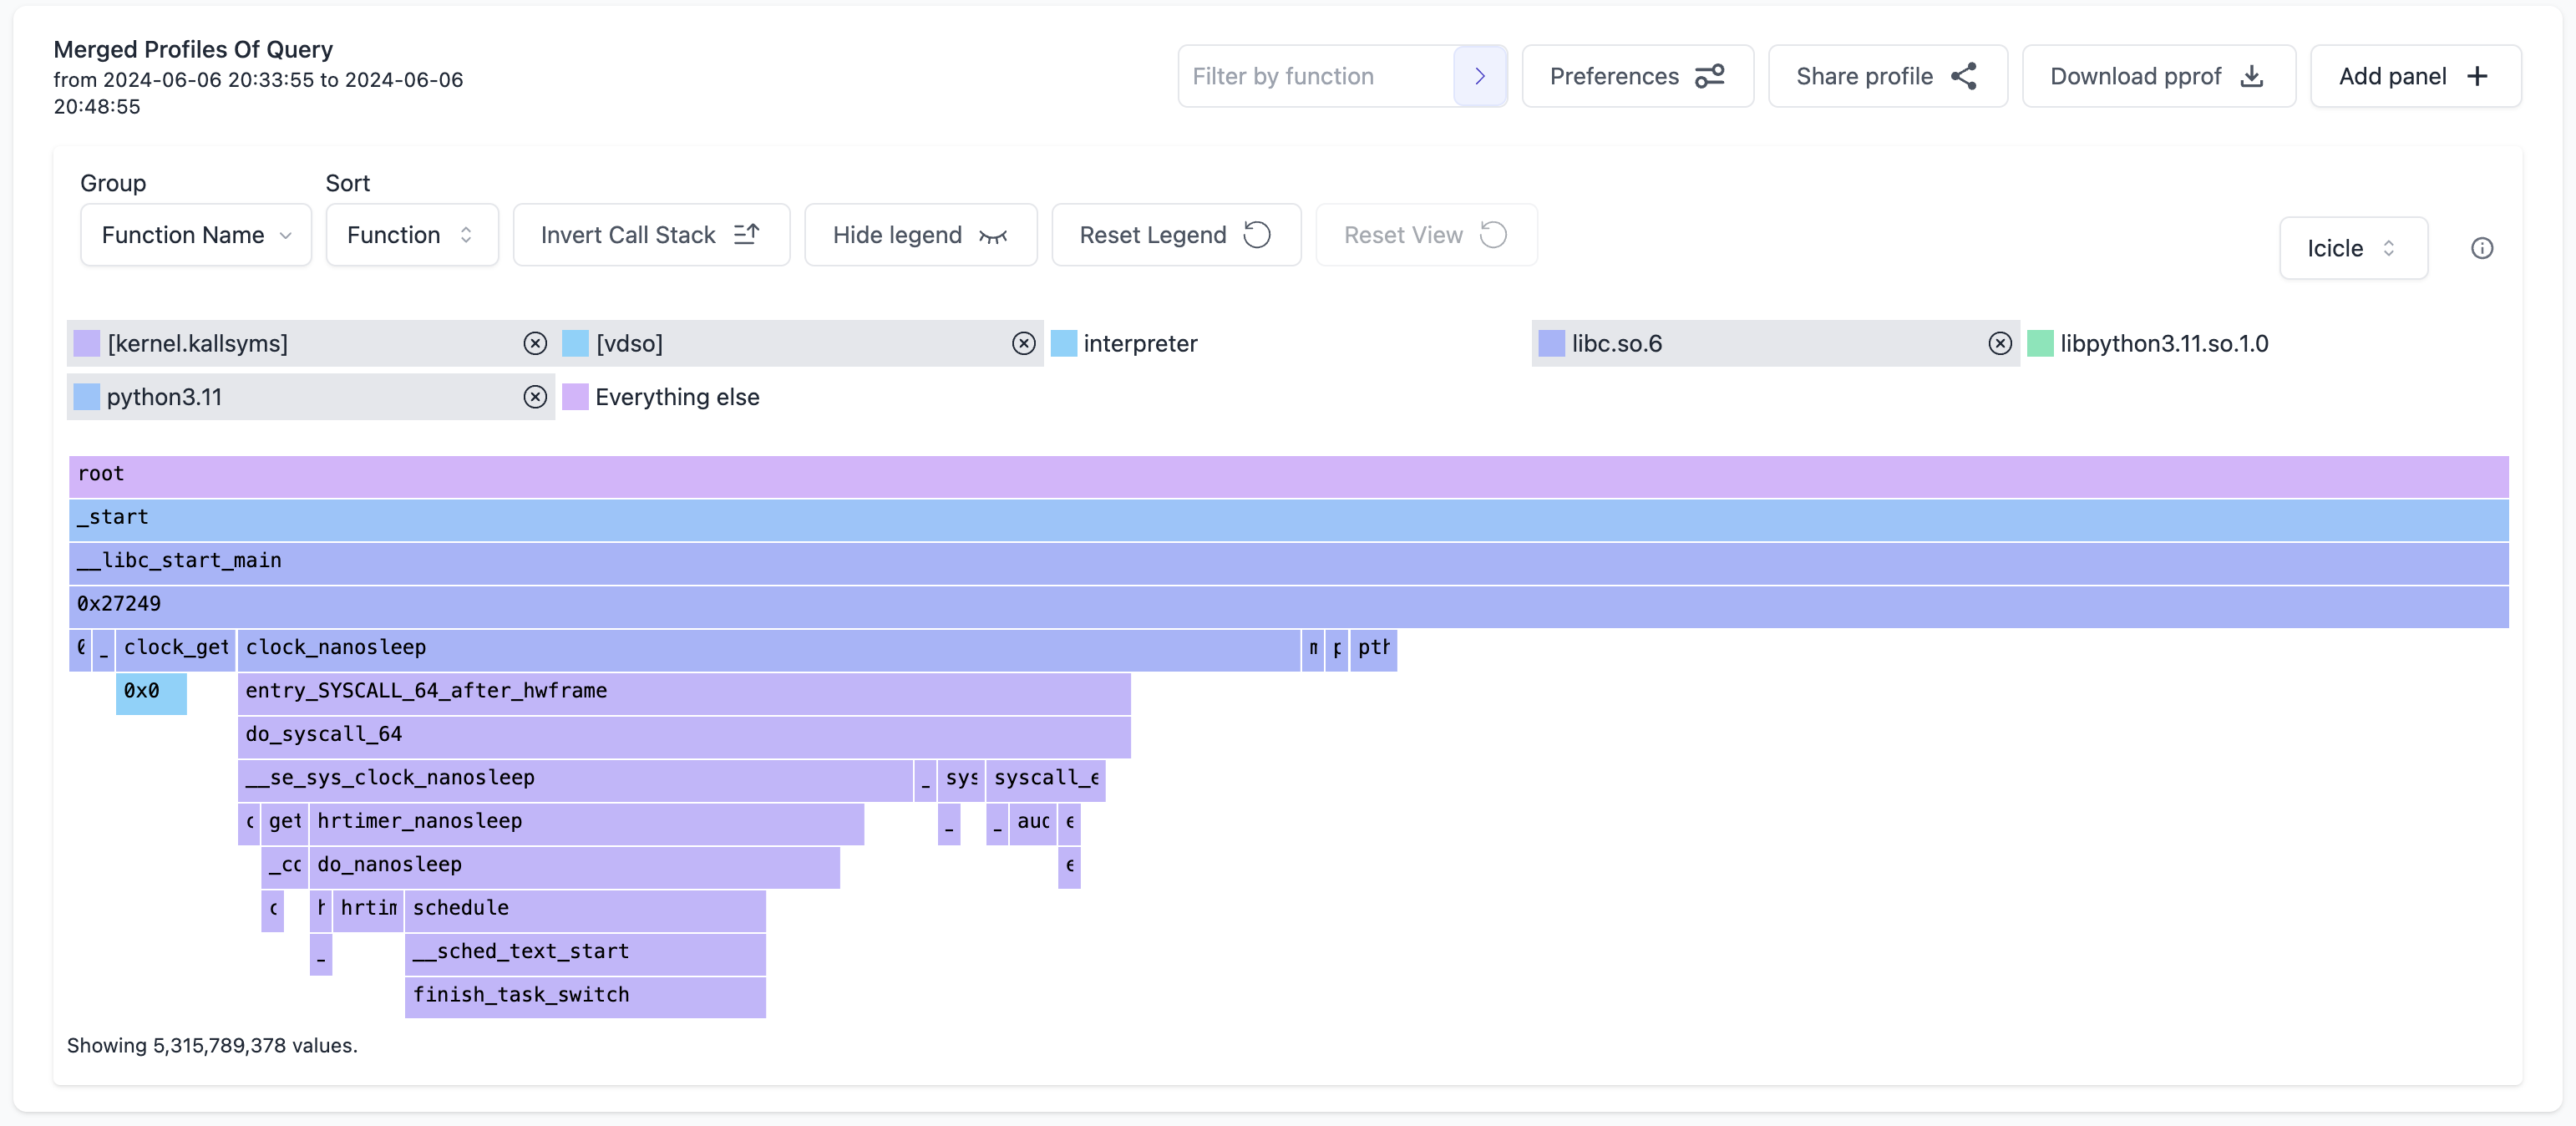 Merged Profiles Of Query
from 2024-06-06 20:33:55 to 2024-06-06
20:48:55
Filter by function
Preferences
Share profile
Download pprof
Add panel
Group
Sort
Function Name
Function
Invert Call Stack
Hide legend
Reset Legend
Reset View
Icicle
[kernel.kallsyms]
[vdso]
interpreter
libc.so.6
libpython3.11.so.1.0
python3.11
Everything else
root
_start
__libc_start_main
0x27249
_ clock_get clock_nanosleep pth
0x0 entry_SYSCALL_64_after_hwframe
do_syscall_64
__se_sys_clock_nanosleep _ sys syscall_e
get hrtimer_nanosleep _ _
do_nanosleep
hrtim schedule
_ __sched_text_start
finish_task_switch
Showing 5,315,789,378 values.